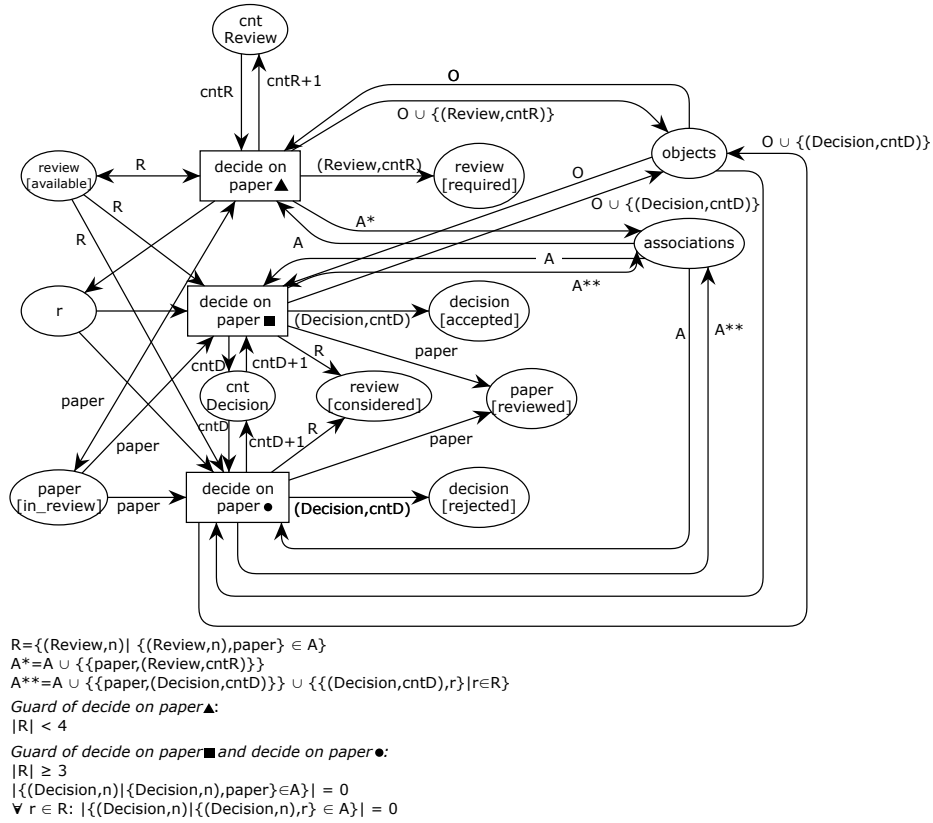 cnt
Review
cntR
cntR+1
O
O ∪ {(Review,cntR)}
O ∪ {(Decision,cntD)}
objects
review
[available]
R
decide on
paper▲
(Review,cntR)
review
[required]
O
O ∪ {(Decision,cntD)}
R
R
A*
A
associations
A
A**
r
decide on
paper■
(Decision,cntD)
decision
[accepted]
A
A**
cntD
cntD+1
R
paper
paper
cnt
Decision
review
[considered]
paper
[reviewed]
cntD
cntD+1
R
paper
paper
paper
[in_review]
paper
decide on
paper●
(Decision,cntD)
decision
[rejected]
R={(Review,n)| {(Review,n),paper} ∈ A}
A*=A ∪ {{paper,(Review,cntR)}}
A**=A ∪ {{paper,(Decision,cntD)}} ∪ {{(Decision,cntD),r}|r∈R}
Guard of decide on paper▲:
|R| < 4
Guard of decide on paper■ and decide on paper●:
|R| ≥ 3
|{(Decision,n)|{Decision,n),paper}∈A}| = 0
∀ r ∈ R: |{(Decision,n)|{(Decision,n),r} ∈ A}| = 0